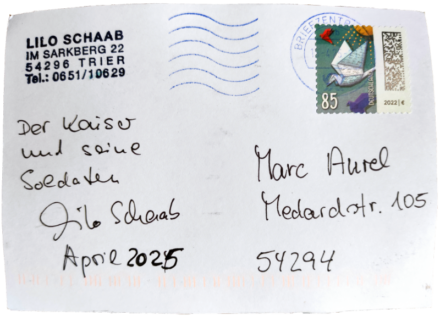 LILO SCHAAB
IM SARKBERG 22
54296 TRIER
Tel.: 0651/10629
BRIEFZENTRUM
85
2022 | €
Der Kaiser
und seine
Soldaten
Lilo Schaab
April 2025
Marc Aurel
Medardstr. 105
54294